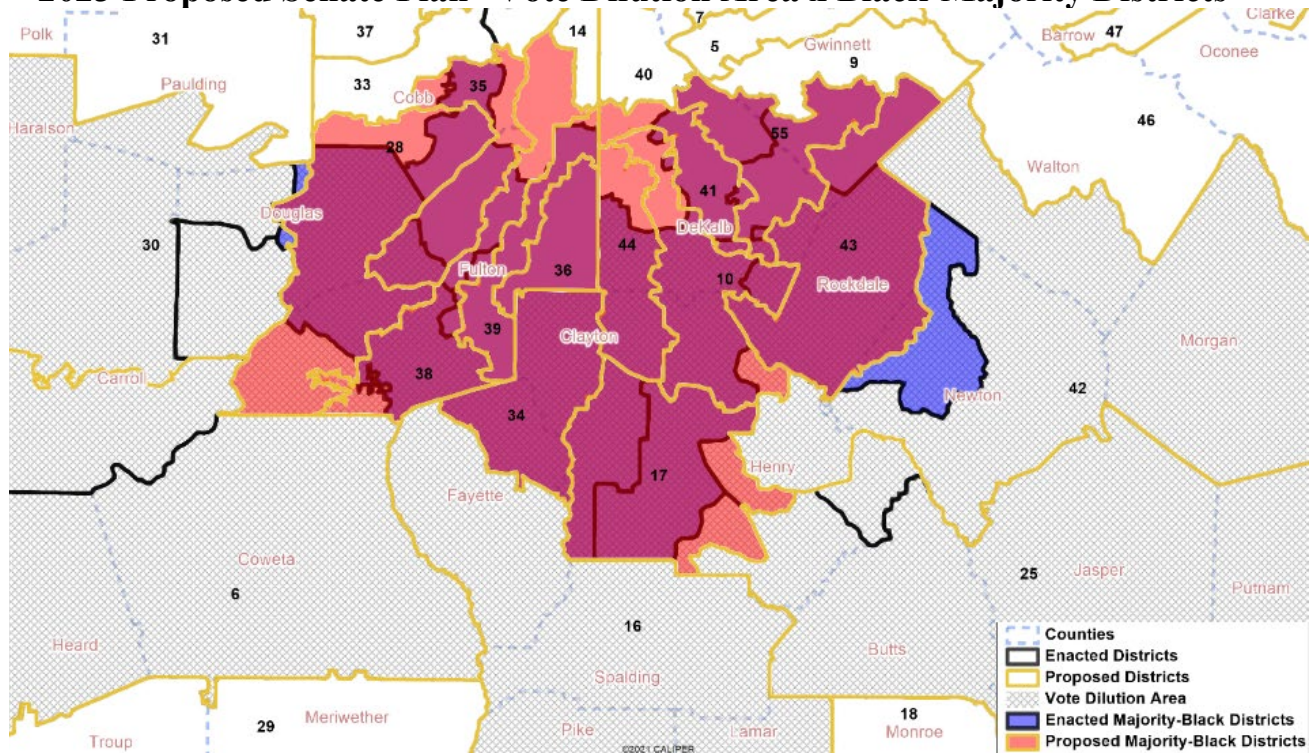 2023 Proposed Senate Plan - Vote Dilution Area x Black-Majority Districts
Clarke
7
47
Polk
31
37
14
5
Gwinnett
Barrow
Oconee
33
40
9
Paulding
Cobb
35
46
Haralson
55
28
Walton
41
Douglas
DeKalb
30
44
43
Fulton
36
10
Rockdale
39
Clayton
Morgan
Carroll
38
42
Newton
34
Henry
17
Fayette
Coweta
25
Jasper
6
Putnam
16
Counties
Heard
Butts
Enacted Districts
Spalding
Proposed Districts
Vote Dilution Area
29
Meriwether
18
Enacted Majority-Black Districts
Troup
Pike
Lamar
Monroe
Proposed Majority-Black Districts
©2021 CALIPER